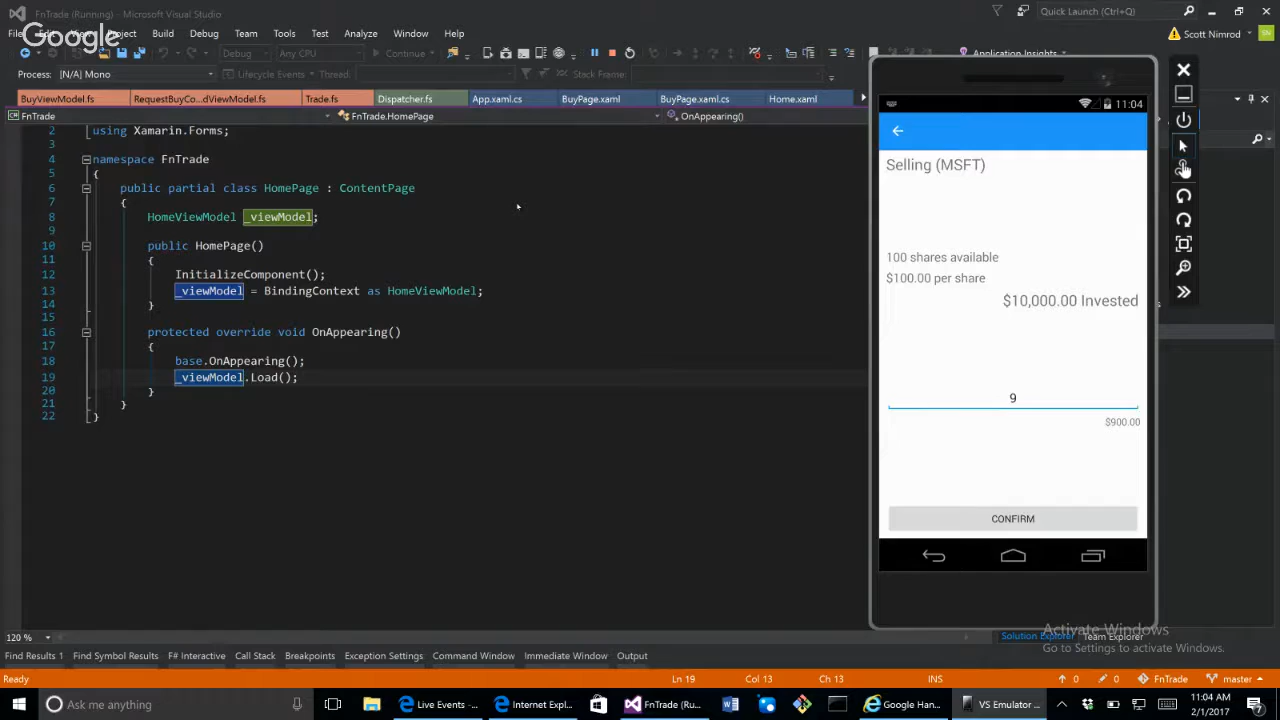 FnTrade (Running) - Microsoft Visual Studio
Quick Launch (Ctrl+Q)
Google
Project Build Debug Team Tools Test Analyze Window Help
Scott Nimrod
SN
Debug Any CPU Continue Application Insights
Process: [N/A] Mono Lifecycle Events Thread: Stack Frame:
BuyViewModel.fs RequestBuyCo...dViewModel.fs Trade.fs Dispatcher.fs App.xaml.cs BuyPage.xaml BuyPage.xaml.cs Home.xaml
FnTrade FnTrade.HomePage OnAppearing()
2 using Xamarin.Forms;
3
4 namespace FnTrade
5 {
6 public partial class HomePage : ContentPage
7 {
8 HomeViewModel _viewModel;
9
10 public HomePage()
11 {
12 InitializeComponent();
13 _viewModel = BindingContext as HomeViewModel;
14 }
15
16 protected override void OnAppearing()
17 {
18 base.OnAppearing();
19 _viewModel.Load();
20 }
21 }
22 }
11:04
Selling (MSFT)
100 shares available
$100.00 per share
$10,000.00 Invested
9
$900.00
CONFIRM
Activate Windows
Go to Settings to activate Windows.
120 %
Solution Explorer Team Explorer
Find Results 1 Find Symbol Results F# Interactive Call Stack Breakpoints Exception Settings Command Window Immediate Window Output
Ready Ln 19 Col 13 Ch 13 INS 0 0 FnTrade master
Ask me anything
Live Events - ... Internet Expl... FnTrade (Ru... Google Han... VS Emulator ...
11:04 AM
2/1/2017